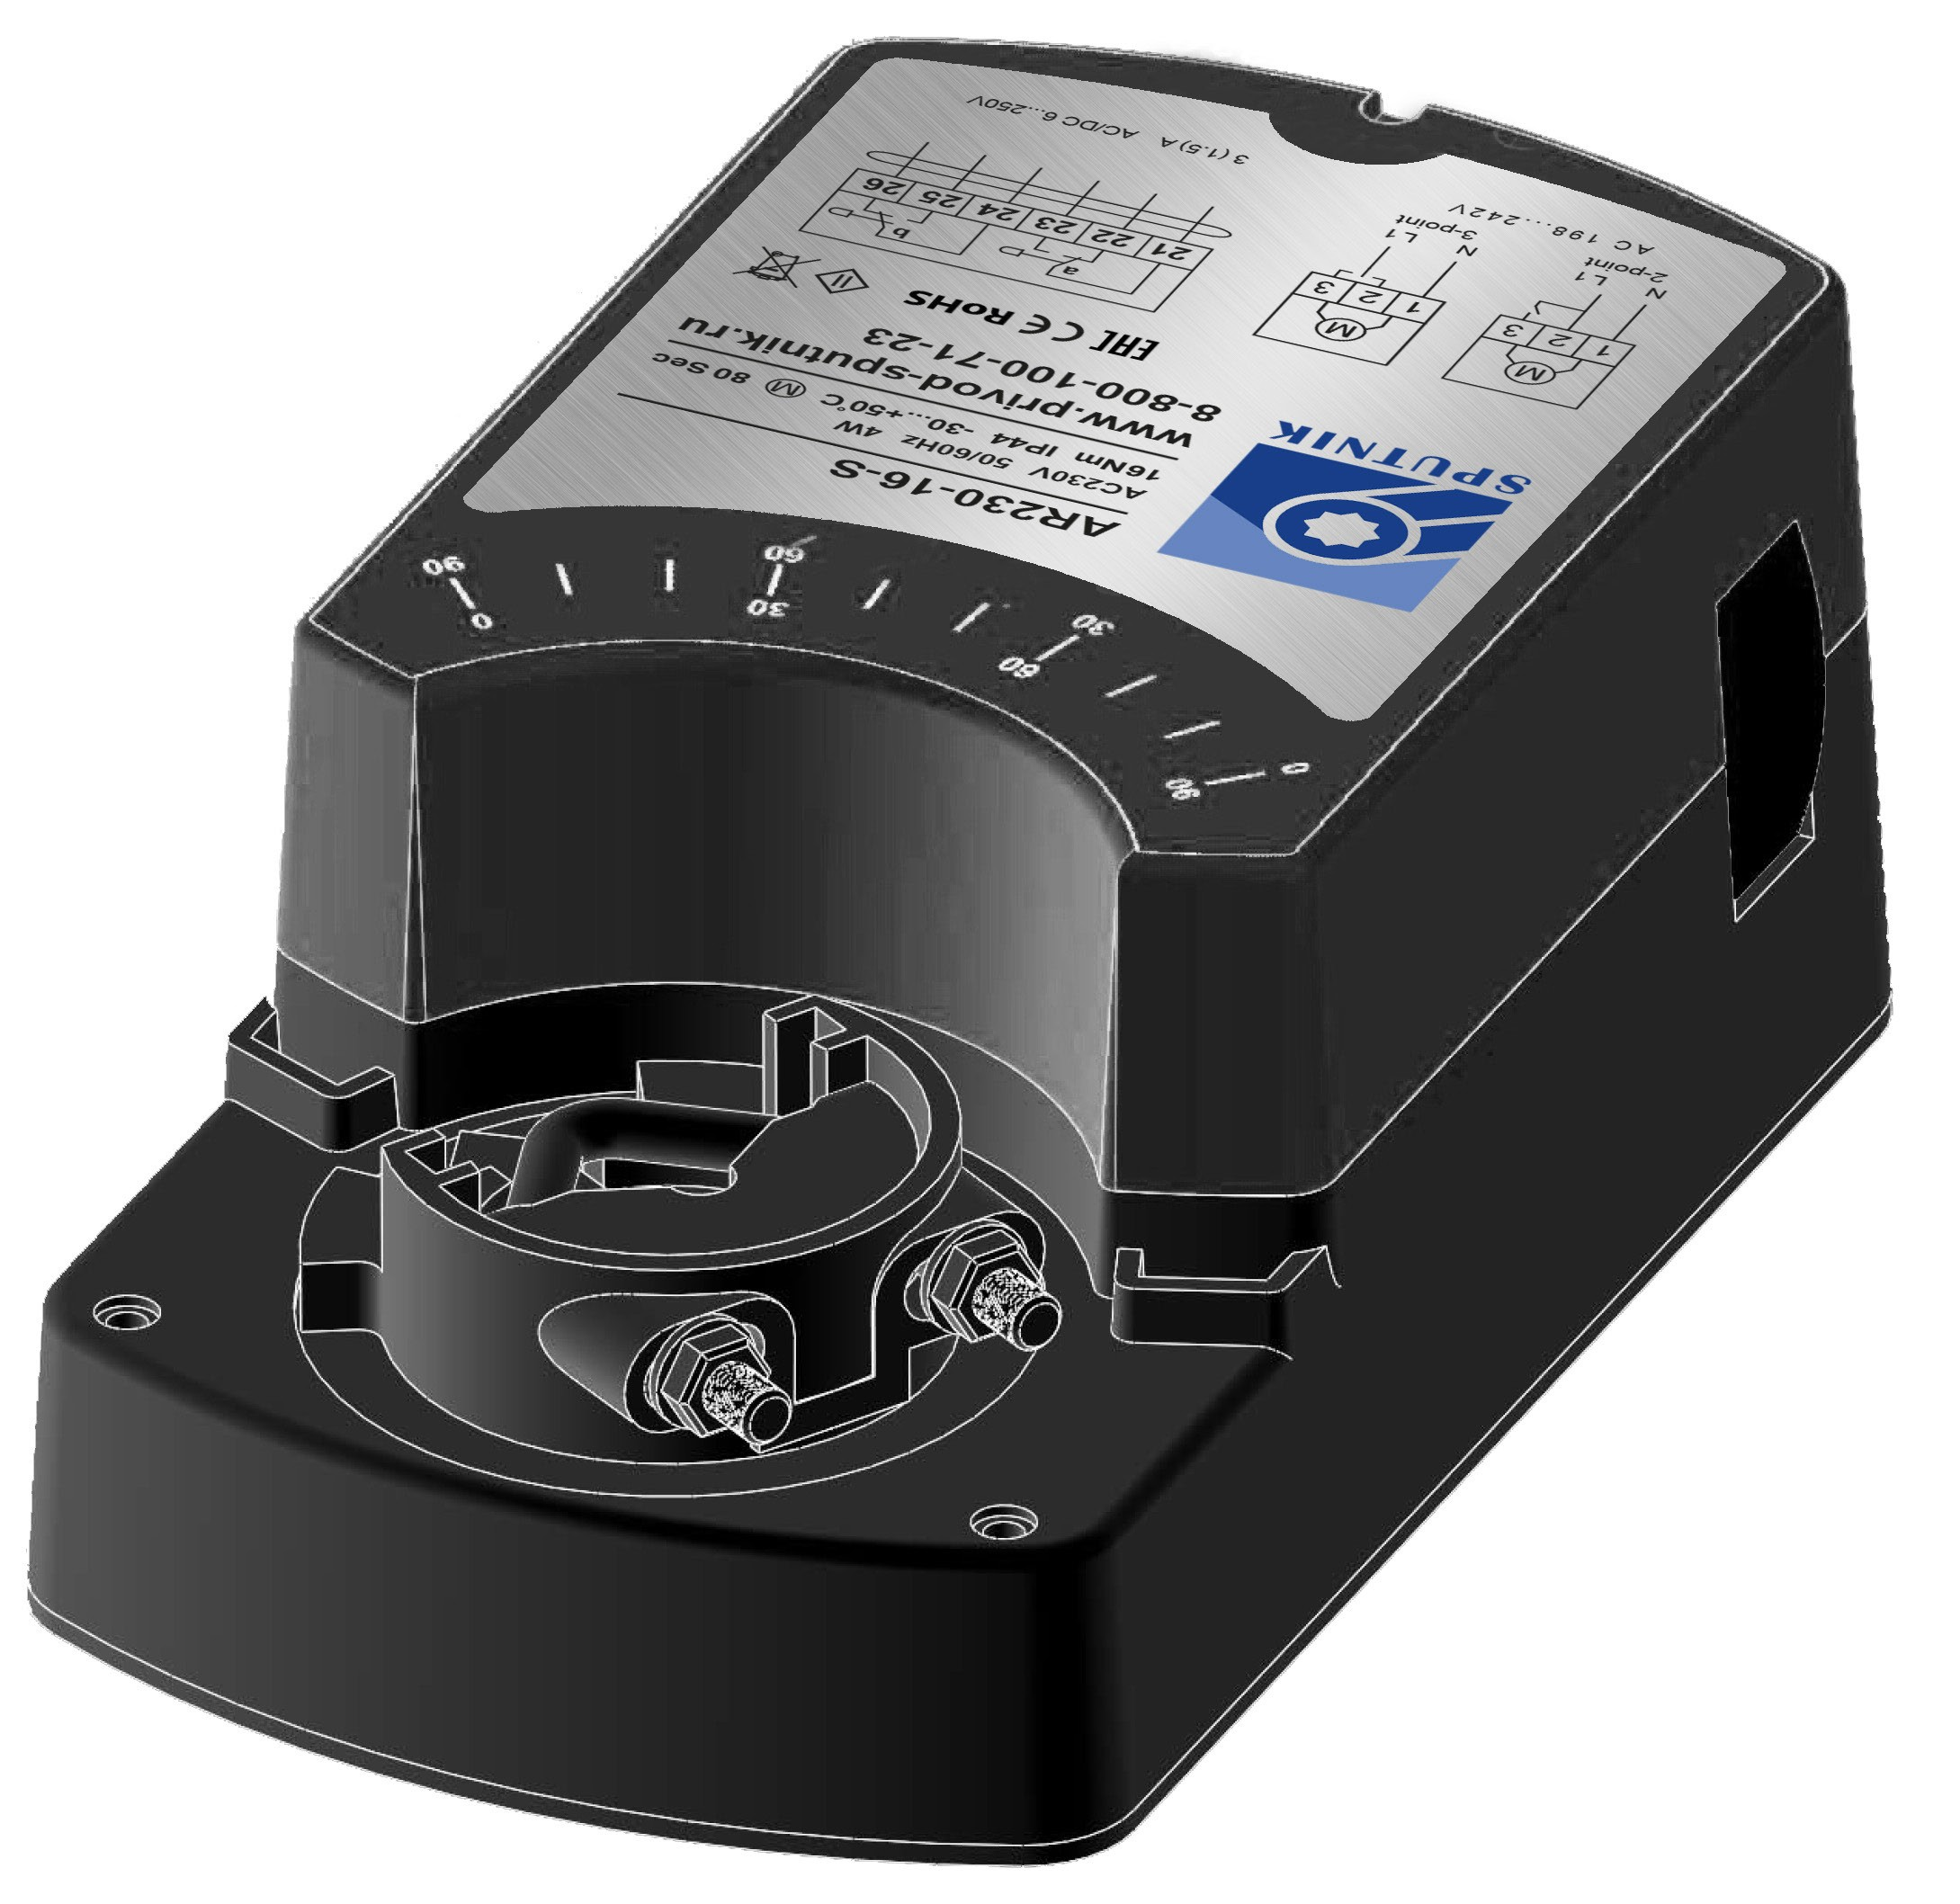 SPUTNIK
AR230-16-S
AC230V 50/60Hz 4W
16Nm IP44 -30...+50°C M 80 Sec
www.privod-sputnik.ru
8-800-100-71-23
EAC CE RoHS
M
1 2 3
N L1
2-point
AC 198...242V
M
1 2 3
N L1
3-point
a b
21 22 23 24 25 26
3(1.5)A AC/DC 6...250V
0 30 60 90
90 60 30 0